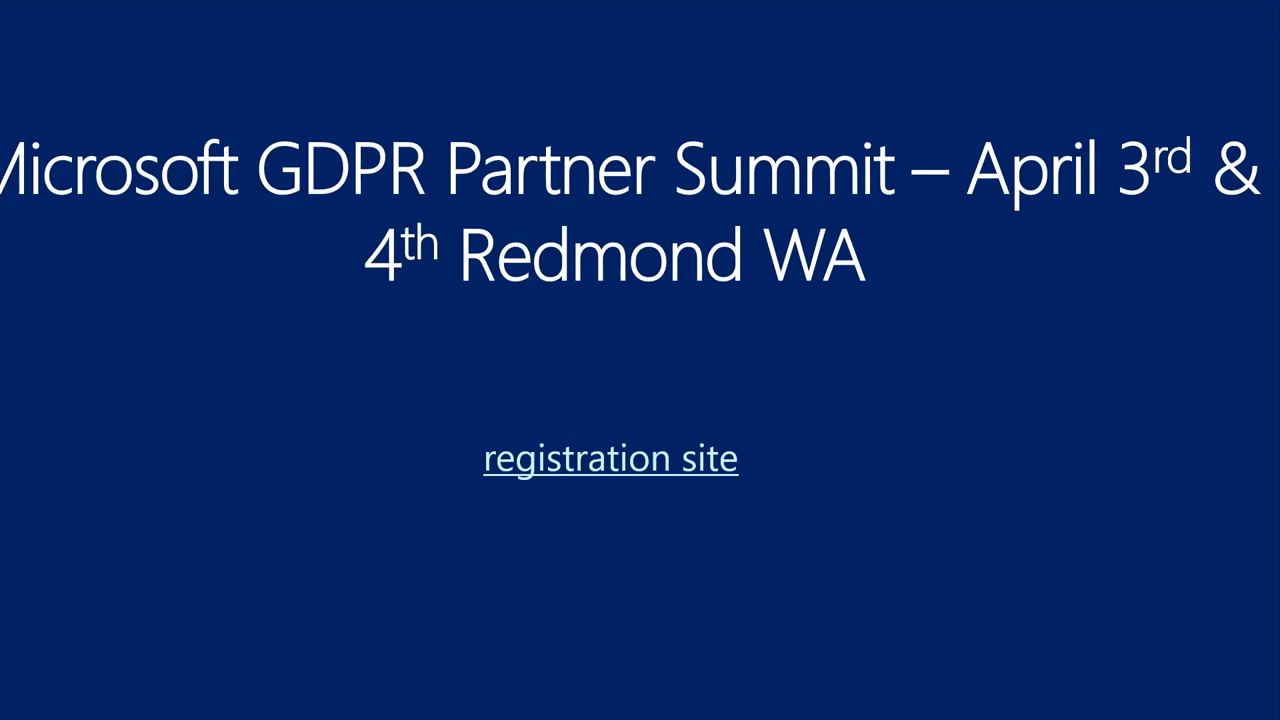 Microsoft GDPR Partner Summit – April 3rd &
4th Redmond WA
registration site